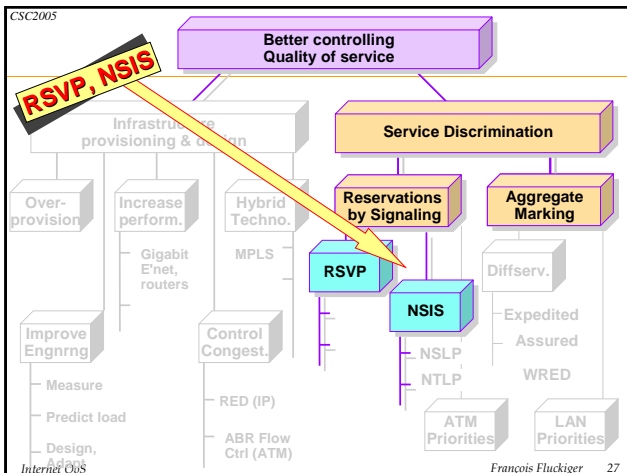 CSC2005
Better controlling
Quality of service
RSVP, NSIS
Infrastructure
provisioning & design
Service Discrimination
Over-
provision
Increase
perform.
Hybrid
Techno.
Reservations
by Signaling
Aggregate
Marking
Gigabit
E'net,
routers
MPLS
RSVP
Diffserv.
NSIS
Expedited
Assured
WRED
NSLP
NTLP
Improve
Engnrng
Control
Congest.
Measure
Predict load
Design,
Adapt
RED (IP)
ABR Flow
Ctrl (ATM)
ATM
Priorities
LAN
Priorities
Internet QoS
François Fluckiger 27